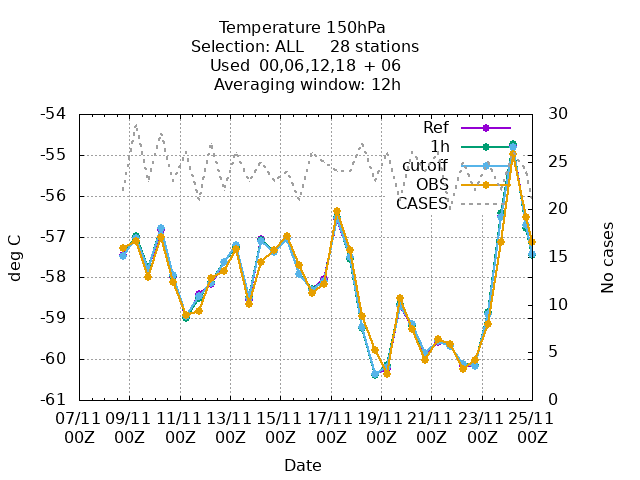 Temperature 150hPa
Selection: ALL 28 stations
Used 00,06,12,18 + 06
Averaging window: 12h
-54
-55
-56
-57
-58
-59
-60
-61
deg C
30
25
20
15
10
5
0
No cases
Ref
1h
cutoff
OBS
CASES
07/11 09/11 11/11 13/11 15/11 17/11 19/11 21/11 23/11 25/11
00Z 00Z 00Z 00Z 00Z 00Z 00Z 00Z 00Z 00Z
Date